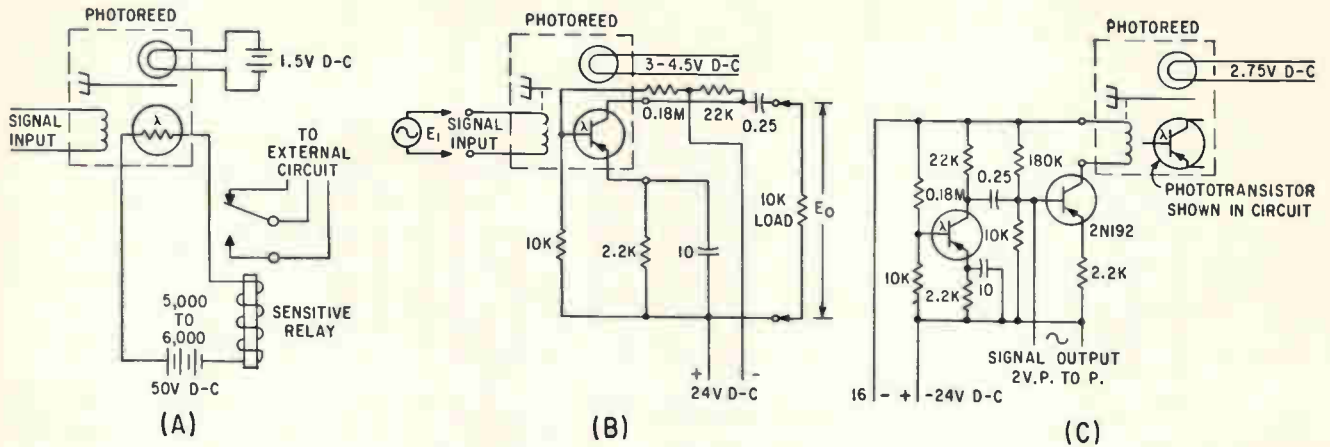 PHOTOREED
1.5V D-C
SIGNAL
INPUT
λ
TO
EXTERNAL
CIRCUIT
5,000
TO
6,000
SENSITIVE
RELAY
50V D-C
(A)
PHOTOREED
3-4.5V D-C
E1
SIGNAL
INPUT
λ
0.18M
22K
0.25
10K
2.2K
10
10K
LOAD
EO
+ -
24V D-C
(B)
PHOTOREED
2.75V D-C
22K
0.25
180K
λ
0.18M
PHOTOTRANSISTOR
SHOWN IN CIRCUIT
λ
10K
2N192
10K
2.2K
10
2.2K
SIGNAL OUTPUT
2V.P. TO P.
16 - + -24V D-C
(C)